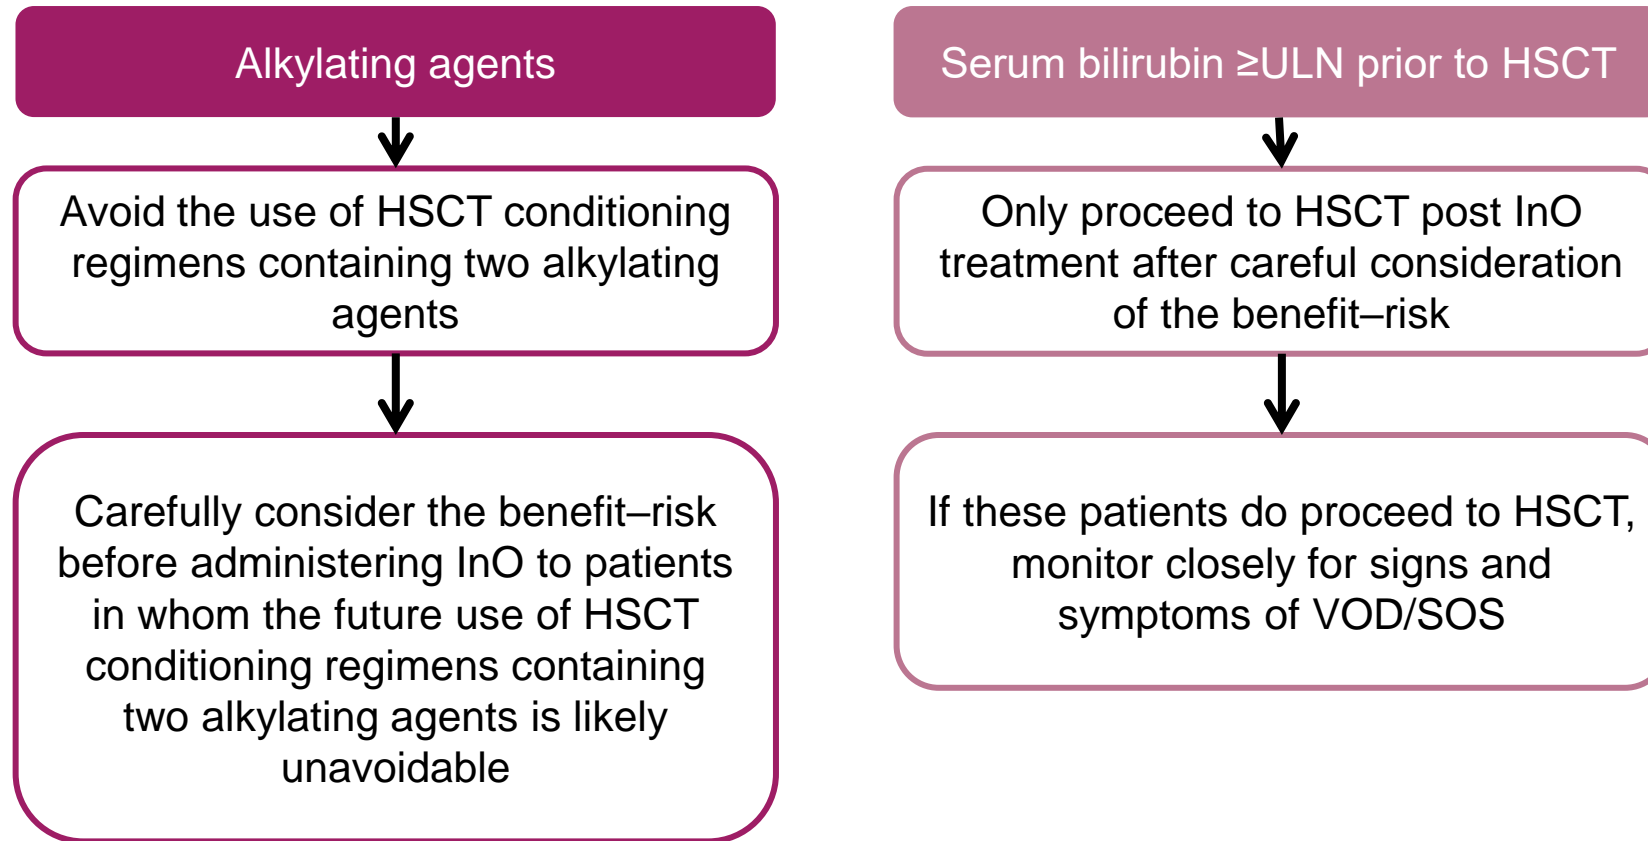 Alkylating agents
Avoid the use of HSCT conditioning
regimens containing two alkylating
agents
Carefully consider the benefit–risk
before administering InO to patients
in whom the future use of HSCT
conditioning regimens containing
two alkylating agents is likely
unavoidable
Serum bilirubin ≥ULN prior to HSCT
Only proceed to HSCT post InO
treatment after careful consideration
of the benefit–risk
If these patients do proceed to HSCT,
monitor closely for signs and
symptoms of VOD/SOS